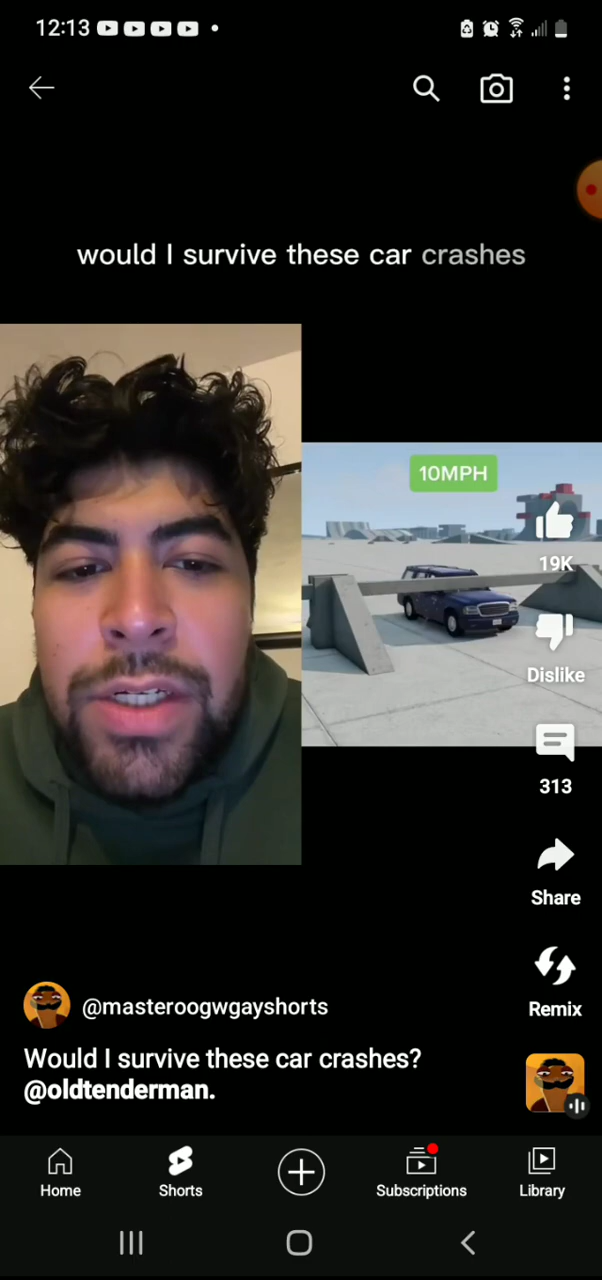 12:13
would I survive these car crashes
10MPH
19K
Dislike
313
Share
Remix
@masteroogwgayshorts
Would I survive these car crashes?
@oldtenderman.
Home
Shorts
Subscriptions
Library